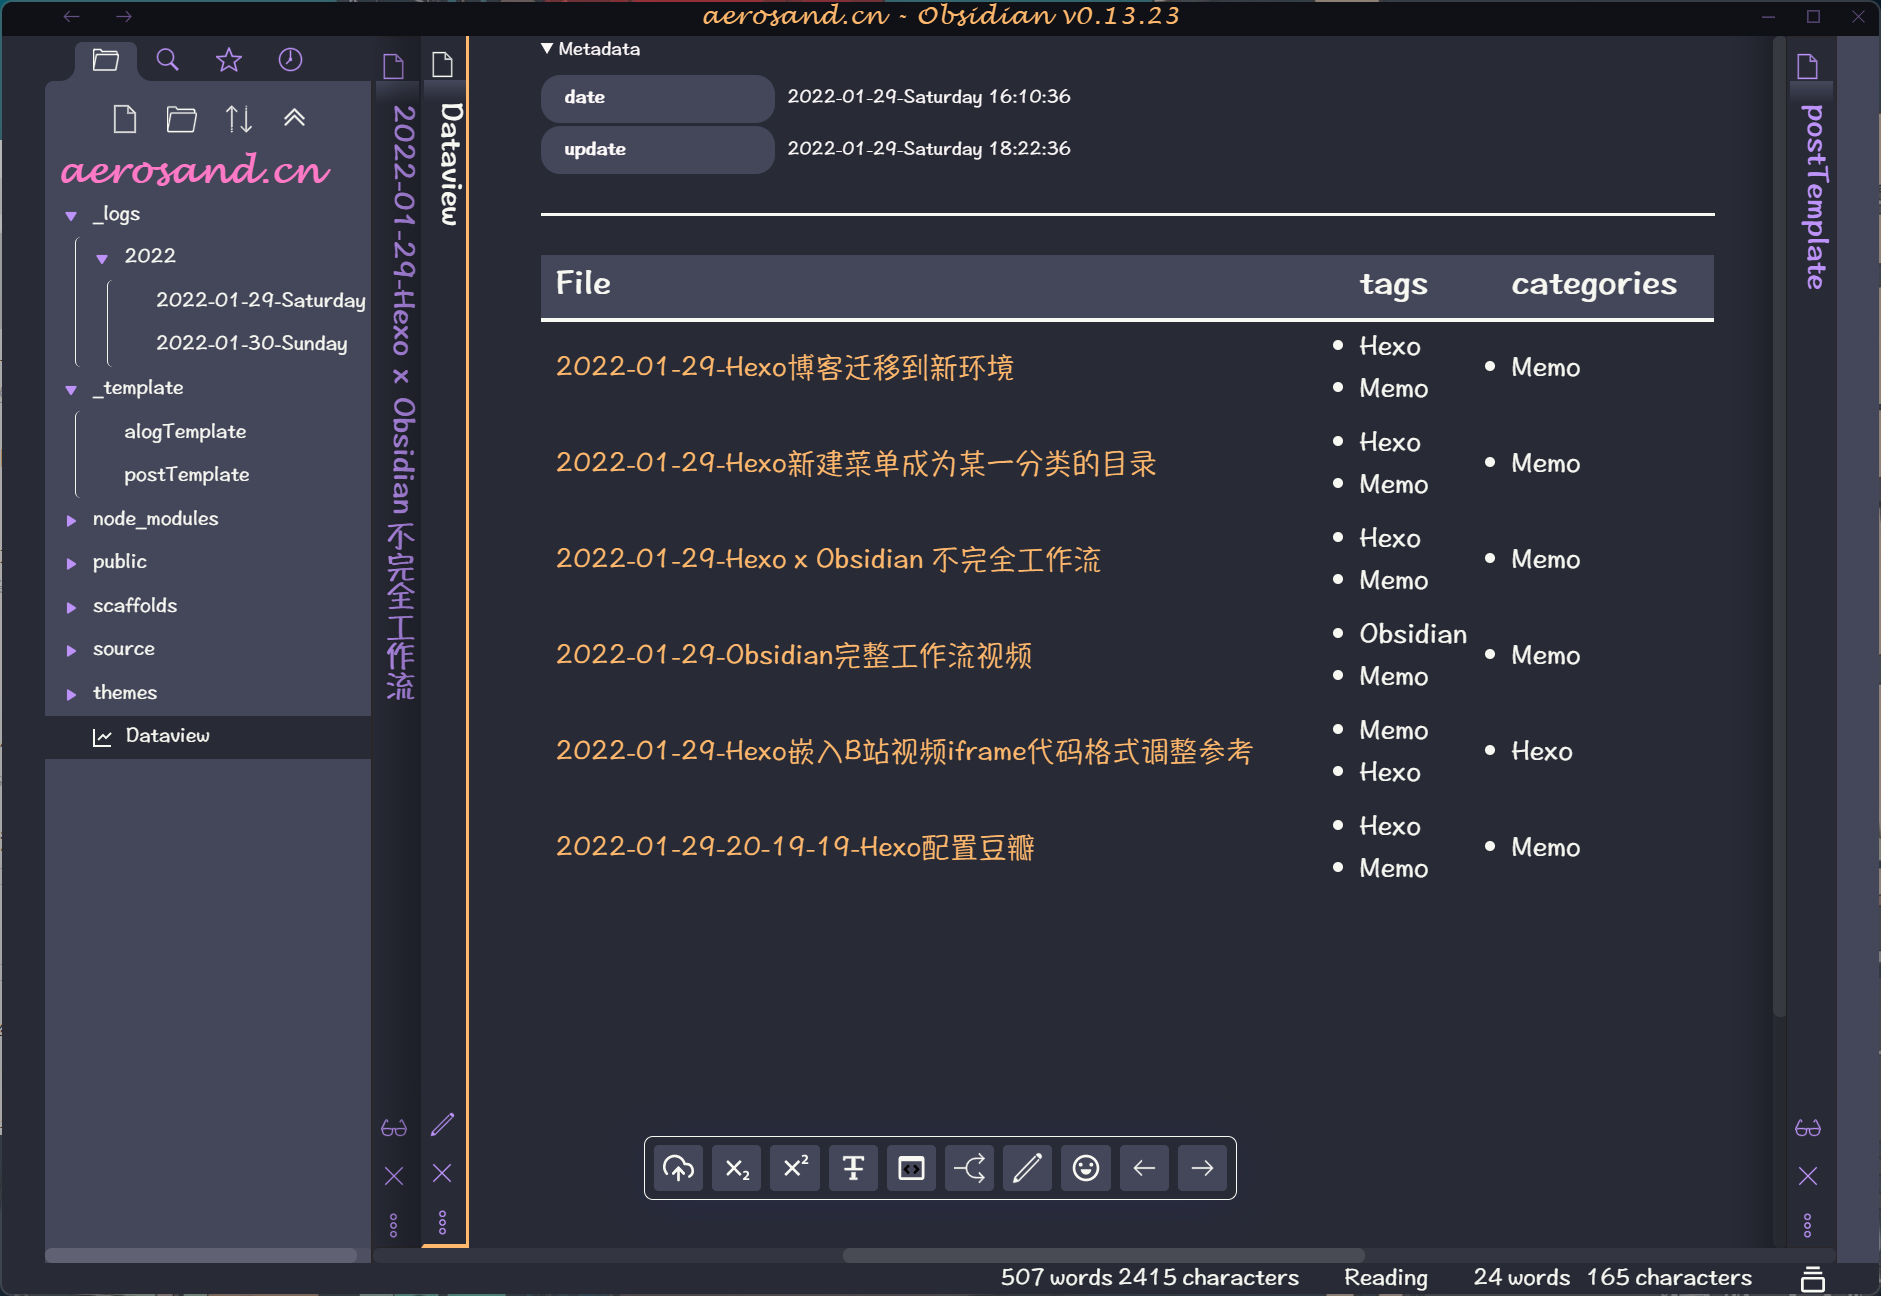 aerosand.cn - Obsidian v0.13.23
aerosand.cn
_logs
2022
2022-01-29-Saturday
2022-01-30-Sunday
_template
alogTemplate
postTemplate
node_modules
public
scaffolds
source
themes
Dataview
2022-01-29-Hexo x Obsidian 不完全工作流
Dataview
Metadata
date 2022-01-29-Saturday 16:10:36
update 2022-01-29-Saturday 18:22:36
File tags categories
2022-01-29-Hexo博客迁移到新环境
Hexo
Memo
Memo
2022-01-29-Hexo新建菜单成为某一分类的目录
Hexo
Memo
Memo
2022-01-29-Hexo x Obsidian 不完全工作流
Hexo
Memo
Memo
2022-01-29-Obsidian完整工作流视频
Obsidian
Memo
Memo
2022-01-29-Hexo嵌入B站视频iframe代码格式调整参考
Memo
Hexo
Hexo
2022-01-29-20-19-19-Hexo配置豆瓣
Hexo
Memo
Memo
postTemplate
507 words 2415 characters Reading 24 words 165 characters